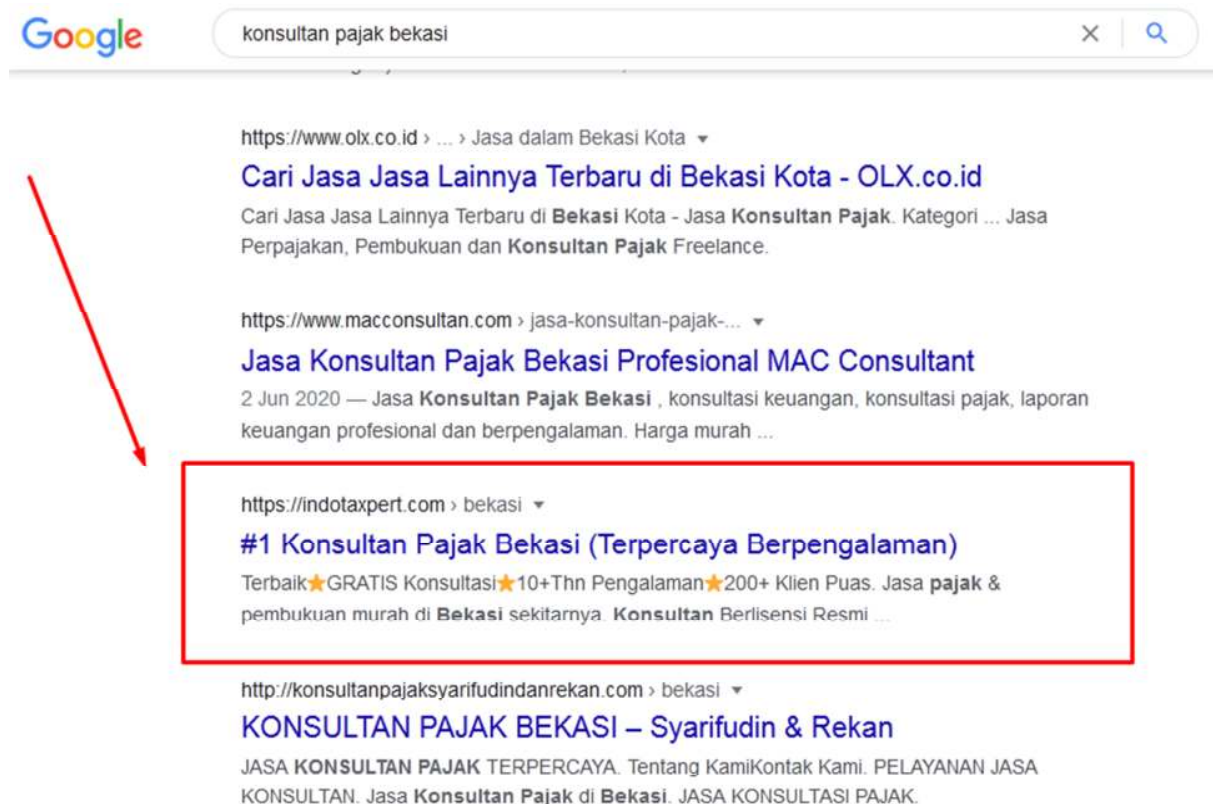 Google
konsultan pajak bekasi
https://www.olx.co.id › ... › Jasa dalam Bekasi Kota
Cari Jasa Jasa Lainnya Terbaru di Bekasi Kota - OLX.co.id
Cari Jasa Jasa Lainnya Terbaru di Bekasi Kota - Jasa Konsultan Pajak. Kategori ... Jasa
Perpajakan, Pembukuan dan Konsultan Pajak Freelance.
https://www.macconsultan.com › jasa-konsultan-pajak-...
Jasa Konsultan Pajak Bekasi Profesional MAC Consultant
2 Jun 2020 — Jasa Konsultan Pajak Bekasi , konsultasi keuangan, konsultasi pajak, laporan
keuangan profesional dan berpengalaman. Harga murah ...
https://indotaxpert.com › bekasi
#1 Konsultan Pajak Bekasi (Terpercaya Berpengalaman)
Terbaik⭐GRATIS Konsultasi⭐10+Thn Pengalaman⭐200+ Klien Puas. Jasa pajak &
pembukuan murah di Bekasi sekitarnya. Konsultan Berlisensi Resmi ...
http://konsultanpajaksyarifudindanrekan.com › bekasi
KONSULTAN PAJAK BEKASI – Syarifudin & Rekan
JASA KONSULTAN PAJAK TERPERCAYA. Tentang KamiKontak Kami. PELAYANAN JASA
KONSULTAN. Jasa Konsultan Pajak di Bekasi. JASA KONSULTASI PAJAK.